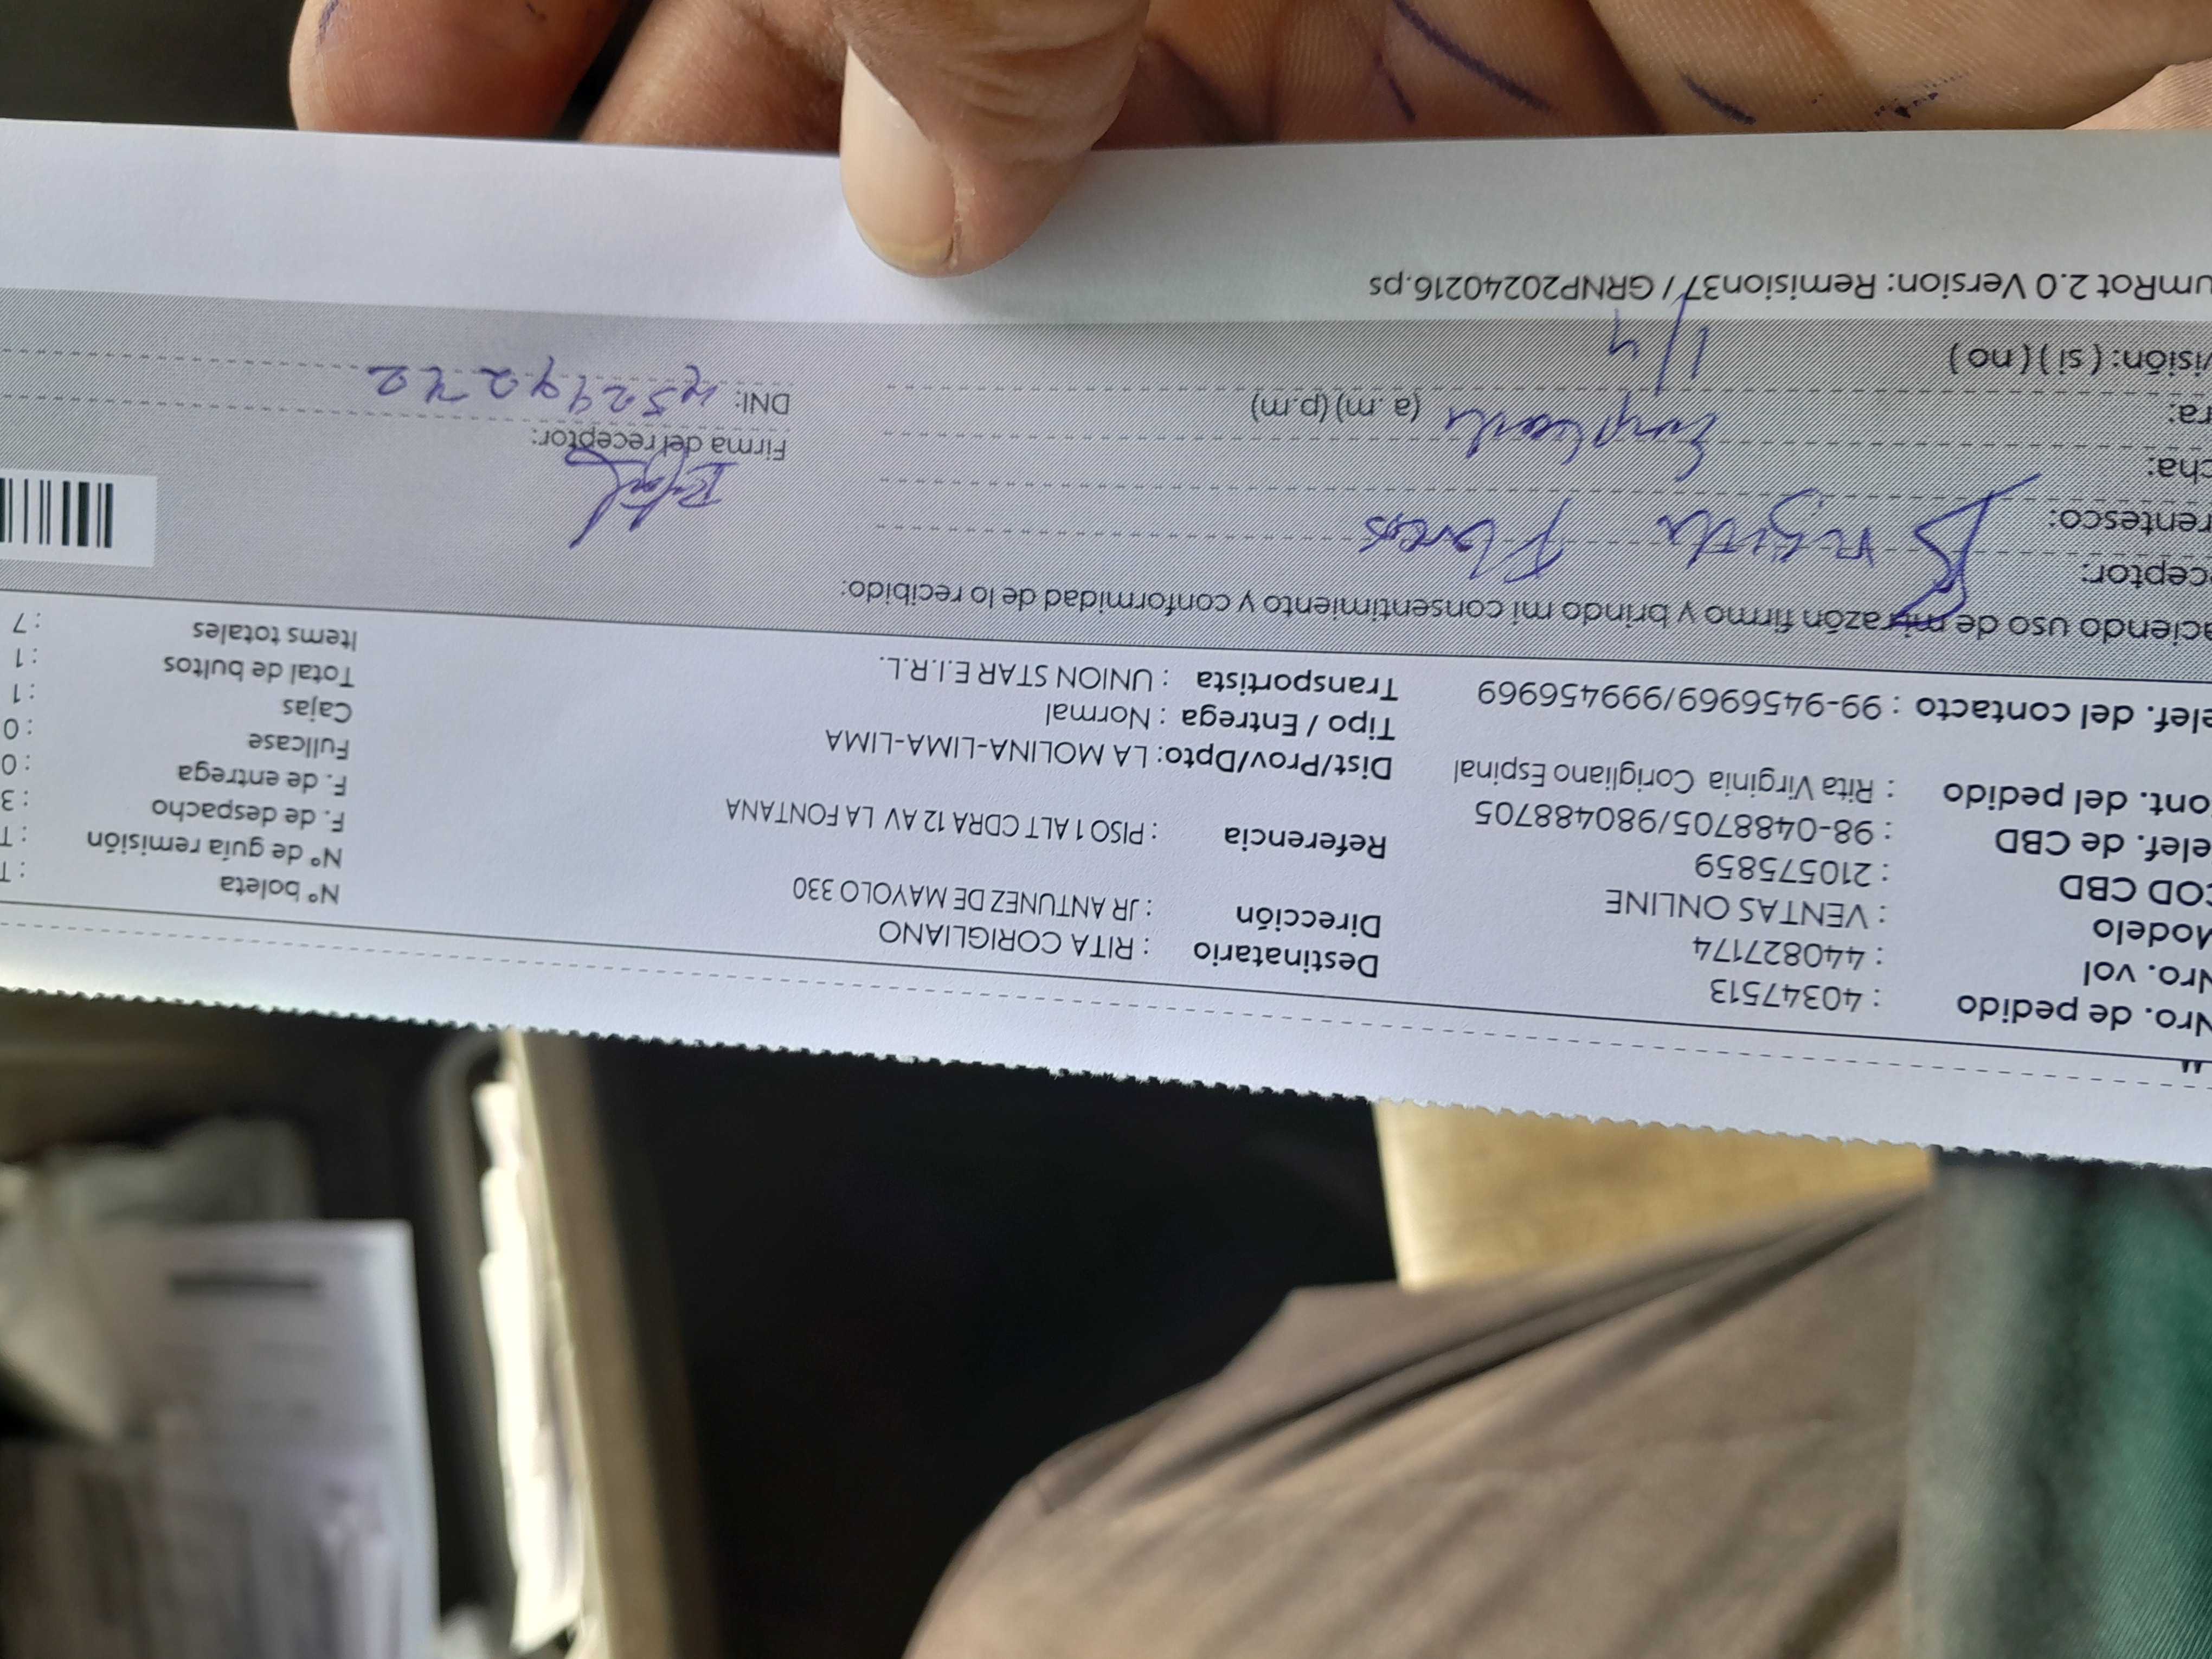 Nro. de pedido : 40347513
Nro. vol : 440827174
Modelo : VENTAS ONLINE
COD CBD : 210575859
elef. de CBD : 98-0488705/980488705
ont. del pedido : Rita Virginia Corigliano Espinal
elef. del contacto : 99-9456969/999456969
Destinatario : RITA CORIGLIANO
Dirección : JR ANTUNEZ DE MAYOLO 330
Referencia : PISO 1 ALT CDRA 12 AV LA FONTANA
Dist/Prov/Dpto: LA MOLINA-LIMA-LIMA
Tipo / Entrega : Normal
Transportista : UNION STAR E.I.R.L.
Nº boleta : T
Nº de guía remisión : T
F. de despacho : 3
F. de entrega : 0
Fullcase : 0
Cajas : 1
Total de bultos : 1
Items totales : 7
aciendo uso de mi razón firmo y brindo mi consentimiento y conformidad de lo recibido:
ceptor:
rentesco: Flores
cha:
ra: (a.m) (p.m)
visión: ( si ) ( no ) 1/4
Firma del receptor:
DNI:
umRot 2.0 Version: Remision37 / GRNP20240216.ps